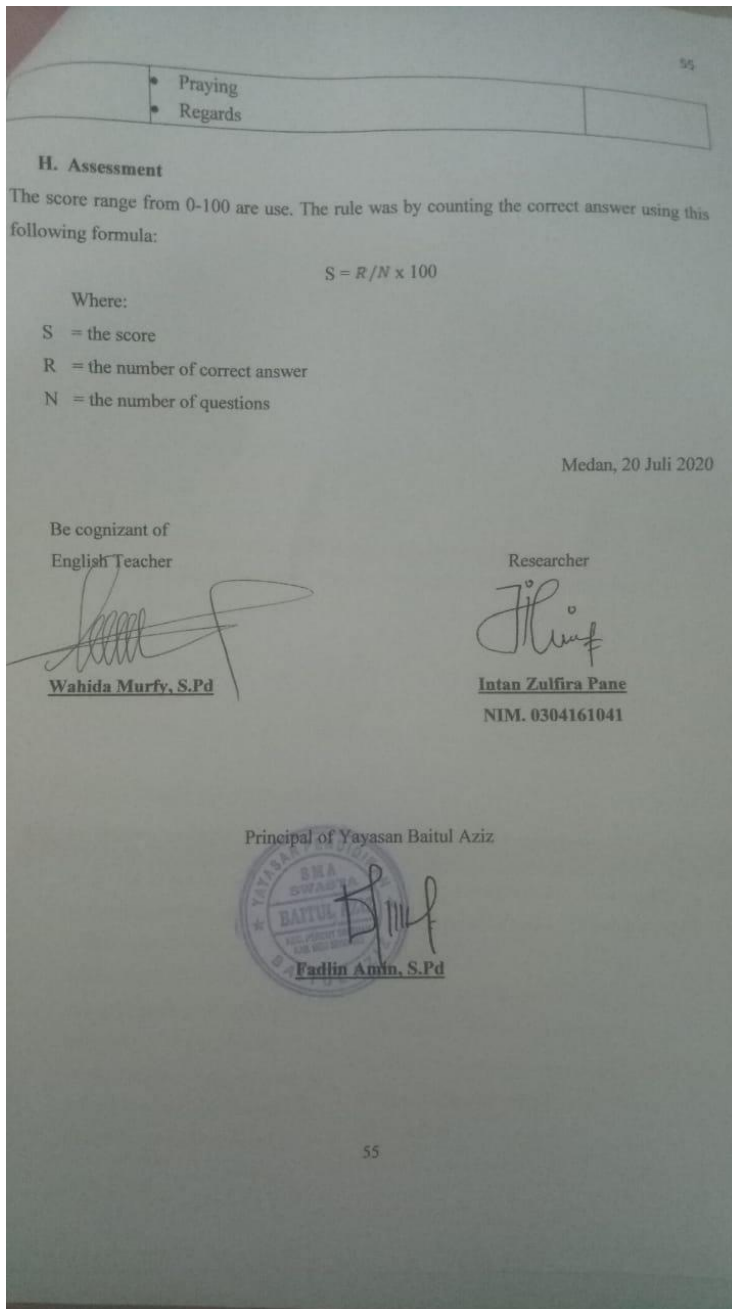 55
• Praying
• Regards
H. Assessment
The score range from 0-100 are use. The rule was by counting the correct answer using this
following formula:
S = R/N x 100
Where:
S = the score
R = the number of correct answer
N = the number of questions
Medan, 20 Juli 2020
Be cognizant of
English Teacher
Researcher
Wahida Murfy, S.Pd
Intan Zulfira Pane
NIM. 0304161041
Principal of Yayasan Baitul Aziz
YAYASAN PENDIDIKAN
SMA
SWASTA
BAITUL
Fadlin Amin, S.Pd
55